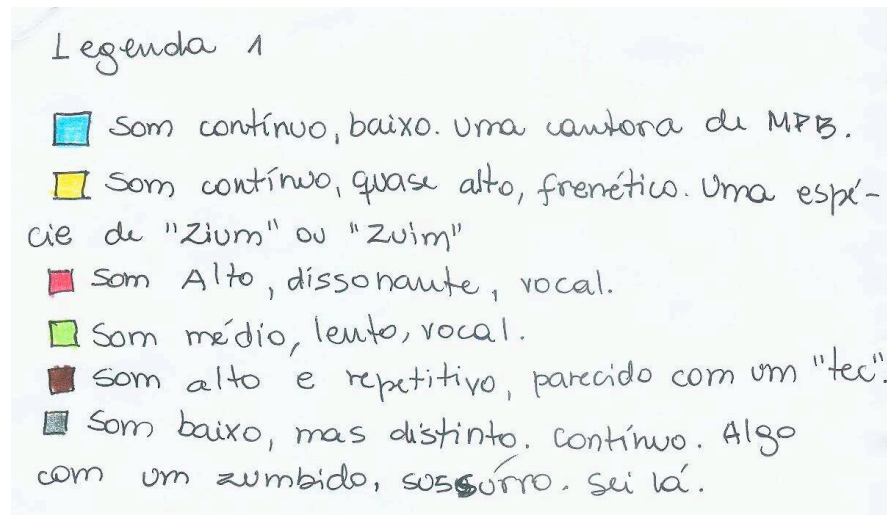 Legenda 1
Som contínuo, baixo. Uma cantora de MPB.
Som contínuo, quase alto, frenético. Uma espé-
cie de "Zium" ou "Zuim"
Som Alto, dissonante, vocal.
Som médio, lento, vocal.
Som alto e repetitivo, parecido com um "tec".
Som baixo, mas distinto. Contínuo. Algo
com um zumbido, sussúrro. Sei lá.